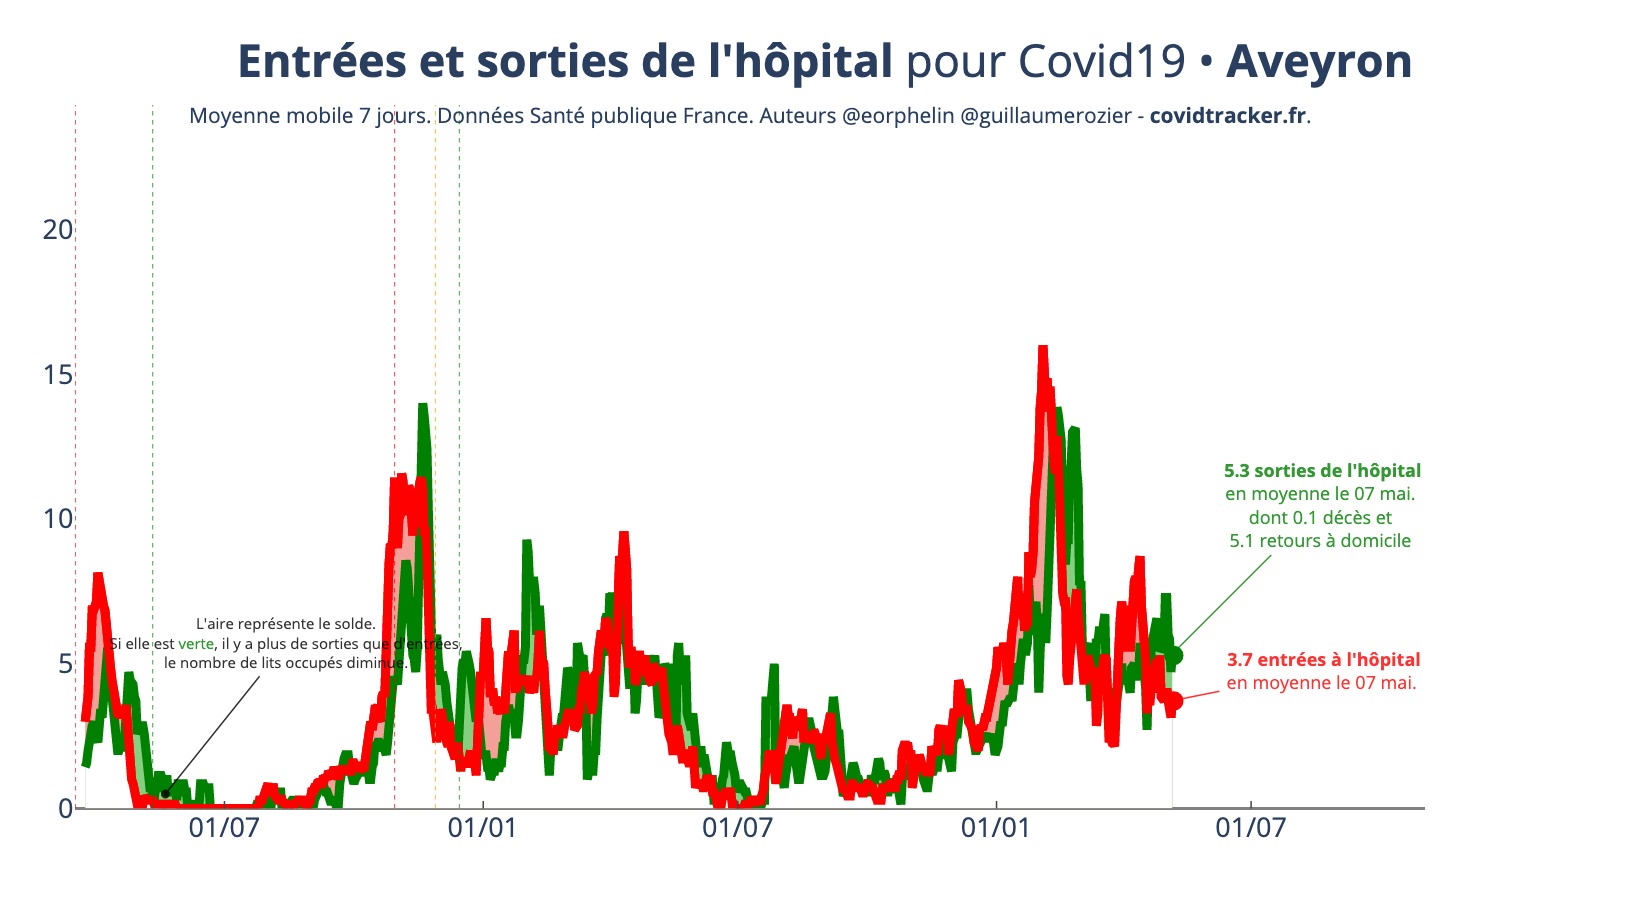 Entrées et sorties de l'hôpital pour Covid19 • Aveyron
Moyenne mobile 7 jours. Données Santé publique France. Auteurs @eorphelin @guillaumerozier - covidtracker.fr.
20
15
10
5
0
L'aire représente le solde.
Si elle est verte, il y a plus de sorties que d'entrées,
le nombre de lits occupés diminue.
5.3 sorties de l'hôpital
en moyenne le 07 mai.
dont 0.1 décès et
5.1 retours à domicile
3.7 entrées à l'hôpital
en moyenne le 07 mai.
01/07 01/01 01/07 01/01 01/07